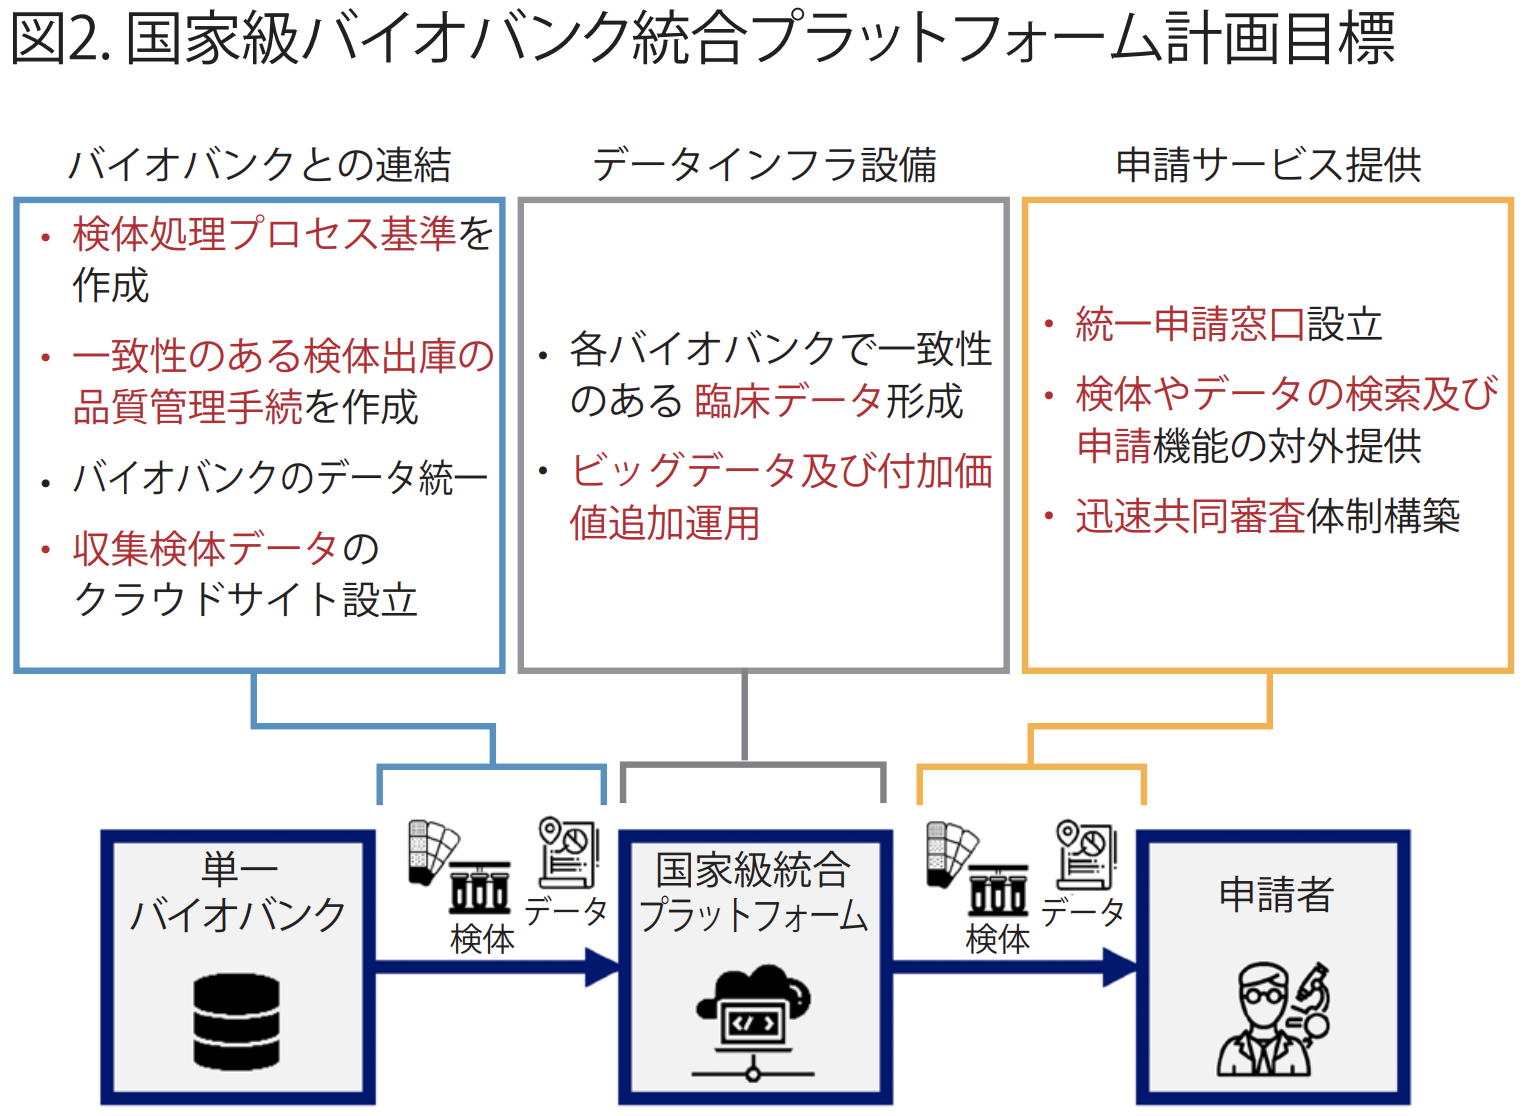 図2. 国家級バイオバンク統合プラットフォーム計画目標
バイオバンクとの連結
・検体処理プロセス基準を
作成
・一致性のある検体出庫の
品質管理手続を作成
・バイオバンクのデータ統一
・収集検体データの
クラウドサイト設立
データインフラ設備
・各バイオバンクで一致性
のある 臨床データ形成
・ビッグデータ及び付加価
値追加運用
申請サービス提供
・統一申請窓口設立
・検体やデータの検索及び
申請機能の対外提供
・迅速共同審査体制構築
単一
バイオバンク
検体
データ
国家級統合
プラットフォーム
検体
データ
申請者